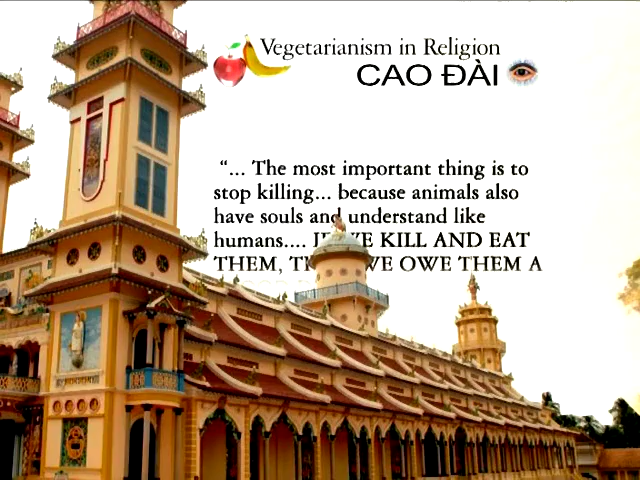 Vegetarianism in Religion
CAO ĐÀI
“... The most important thing is to
stop killing... because animals also
have souls and understand like
humans.... KILL AND EAT
THEM, WE OWE THEM A